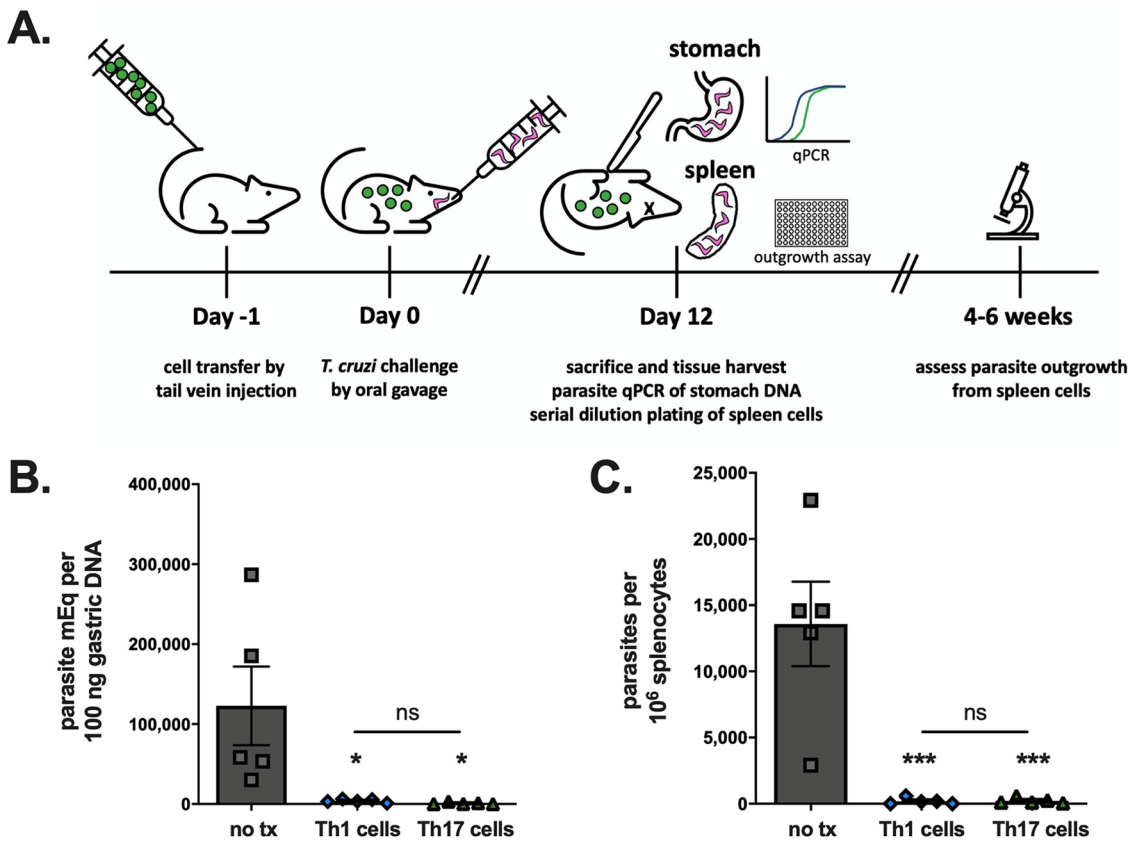 A.
stomach
qPCR
spleen
outgrowth assay
Day -1
Day 0
Day 12
4-6 weeks
cell transfer by
tail vein injection
T. cruzi challenge
by oral gavage
sacrifice and tissue harvest
parasite qPCR of stomach DNA
serial dilution plating of spleen cells
assess parasite outgrowth
from spleen cells
B.
parasite mEq per
100 ng gastric DNA
400,000
300,000
200,000
100,000
0
ns
*
*
no tx
Th1 cells
Th17 cells
C.
parasites per
10⁶ splenocytes
25,000
20,000
15,000
10,000
5,000
0
ns
***
***
no tx
Th1 cells
Th17 cells